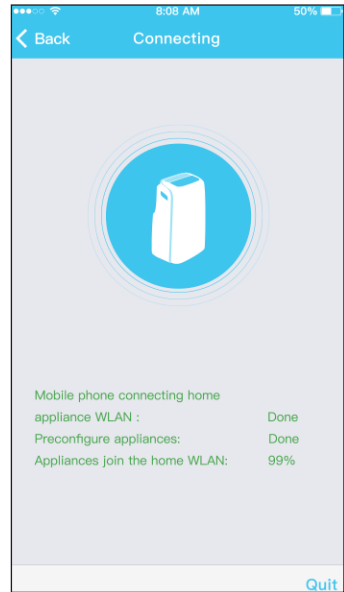 8:08 AM 50%
Back Connecting
Mobile phone connecting home
appliance WLAN : Done
Preconfigure appliances: Done
Appliances join the home WLAN: 99%
Quit